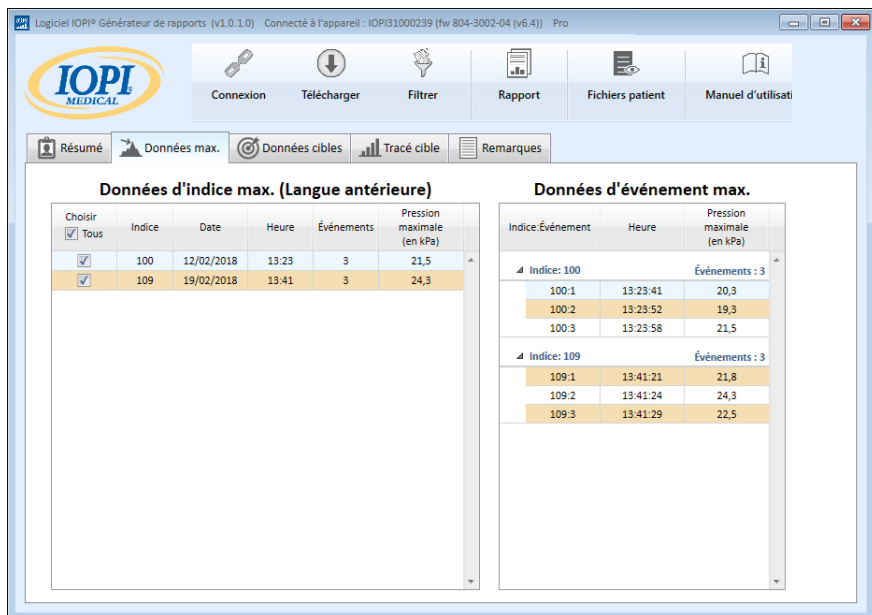 Logiciel IOPI® Générateur de rapports (v1.0.1.0) Connecté à l'appareil : IOPI31000239 (fw 804-3002-04 (v6.4)) Pro
IOPI
MEDICAL
Connexion Télécharger Filtrer Rapport Fichiers patient Manuel d'utilisati
Résumé Données max. Données cibles Tracé cible Remarques
Données d'indice max. (Langue antérieure)
Choisir
Tous
Indice Date Heure Événements Pression
maximale
(en kPa)
100 12/02/2018 13:23 3 21,5
109 19/02/2018 13:41 3 24,3
Données d'événement max.
Indice:Événement Heure Pression
maximale
(en kPa)
Indice: 100 Événements : 3
100:1 13:23:41 20,3
100:2 13:23:52 19,3
100:3 13:23:58 21,5
Indice: 109 Événements : 3
109:1 13:41:21 21,8
109:2 13:41:24 24,3
109:3 13:41:29 22,5